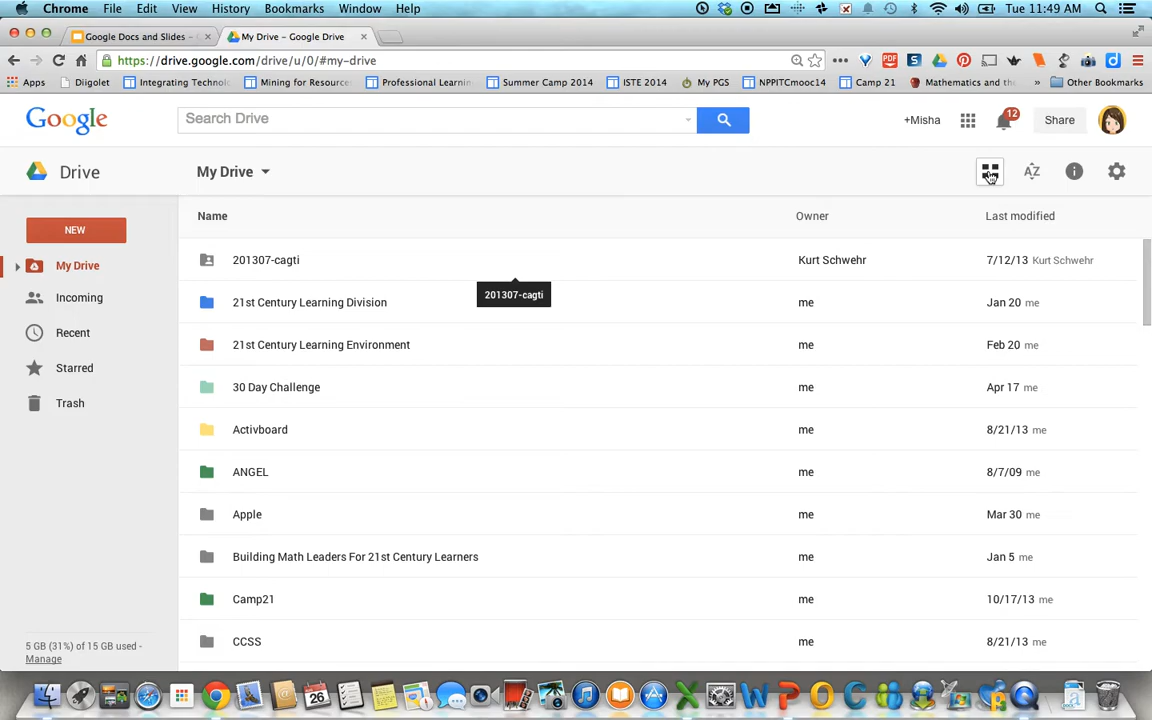 Chrome File Edit View History Bookmarks Window Help Tue 11:49 AM
Google Docs and Slides - My Drive - Google Drive
https://drive.google.com/drive/u/0/#my-drive
Apps Diigolet Integrating Technol Mining for Resource Professional Learnin Summer Camp 2014 ISTE 2014 My PGS NPPITCmooc14 Camp 21 Mathematics and th » Other Bookmarks
Google Search Drive +Misha 12 Share
Drive My Drive AZ
NEW
My Drive
Incoming
Recent
Starred
Trash
Name Owner Last modified
201307-cagti Kurt Schwehr 7/12/13 Kurt Schwehr
201307-cagti
21st Century Learning Division me Jan 20 me
21st Century Learning Environment me Feb 20 me
30 Day Challenge me Apr 17 me
Activboard me 8/21/13 me
ANGEL me 8/7/09 me
Apple me Mar 30 me
Building Math Leaders For 21st Century Learners me Jan 5 me
Camp21 me 10/17/13 me
CCSS me 8/21/13 me
5 GB (31%) of 15 GB used -
Manage